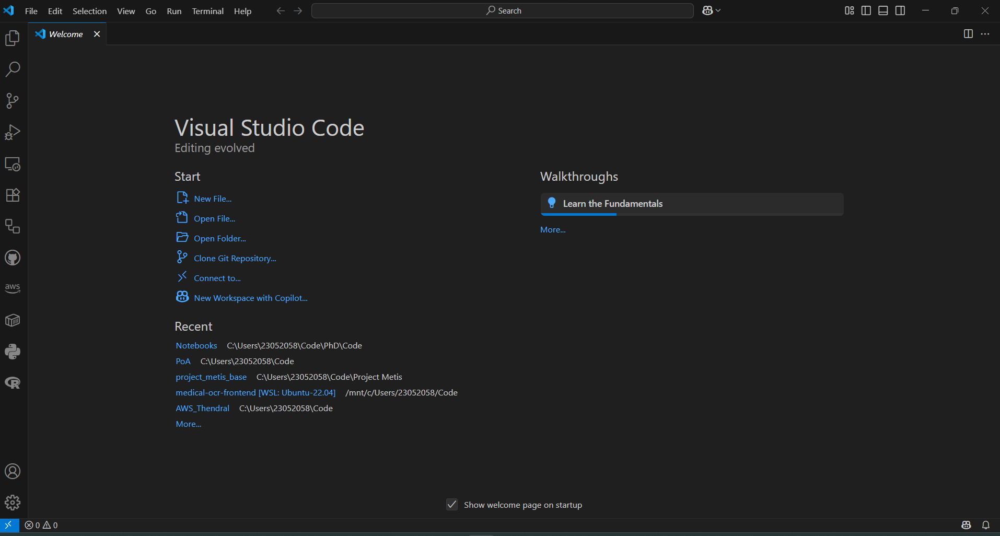 File Edit Selection View Go Run Terminal Help Search
Welcome
Visual Studio Code
Editing evolved
Start
New File...
Open File...
Open Folder...
Clone Git Repository...
Connect to...
New Workspace with Copilot...
Recent
Notebooks C:\Users\23052058\Code\PhD\Code
PoA C:\Users\23052058\Code
project_metis_base C:\Users\23052058\Code\Project Metis
medical-ocr-frontend [WSL: Ubuntu-22.04] /mnt/c/Users/23052058/Code
AWS_Thendral C:\Users\23052058\Code
More...
Walkthroughs
Learn the Fundamentals
More...
aws
R
Show welcome page on startup
0 0